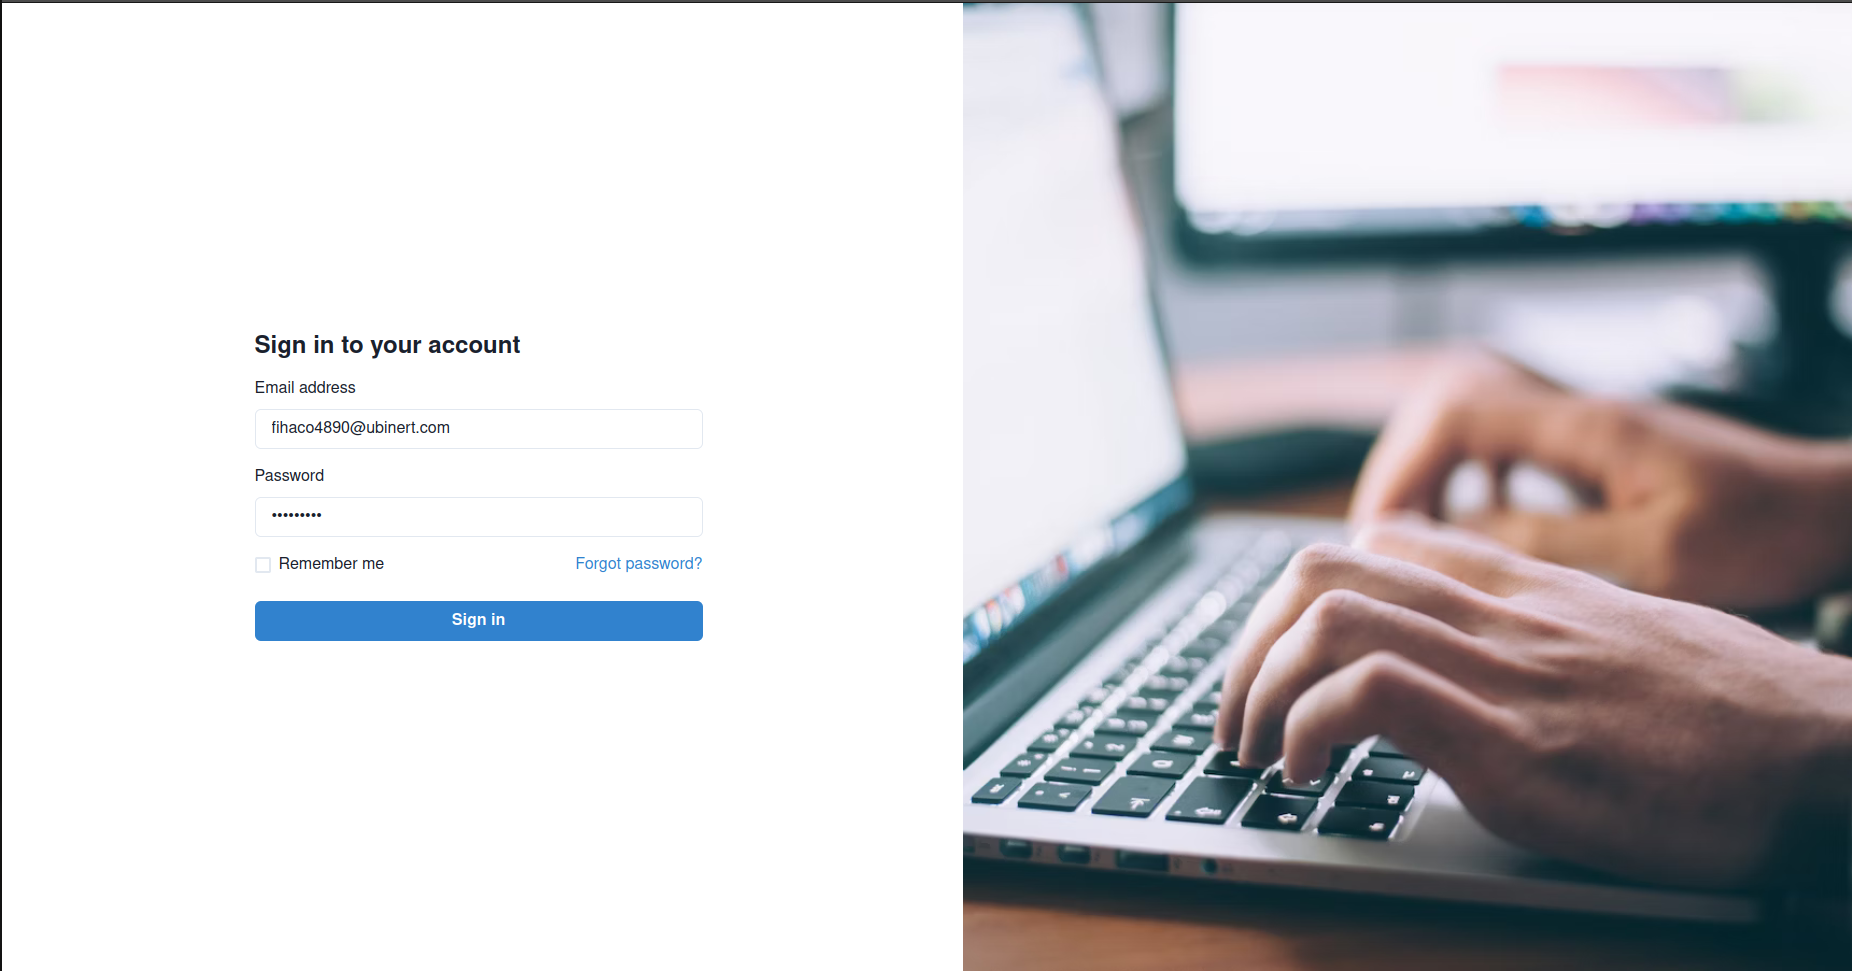 Sign in to your account
Email address
fihaco4890@ubinert.com
Password
•••••••••
Remember me
Forgot password?
Sign in